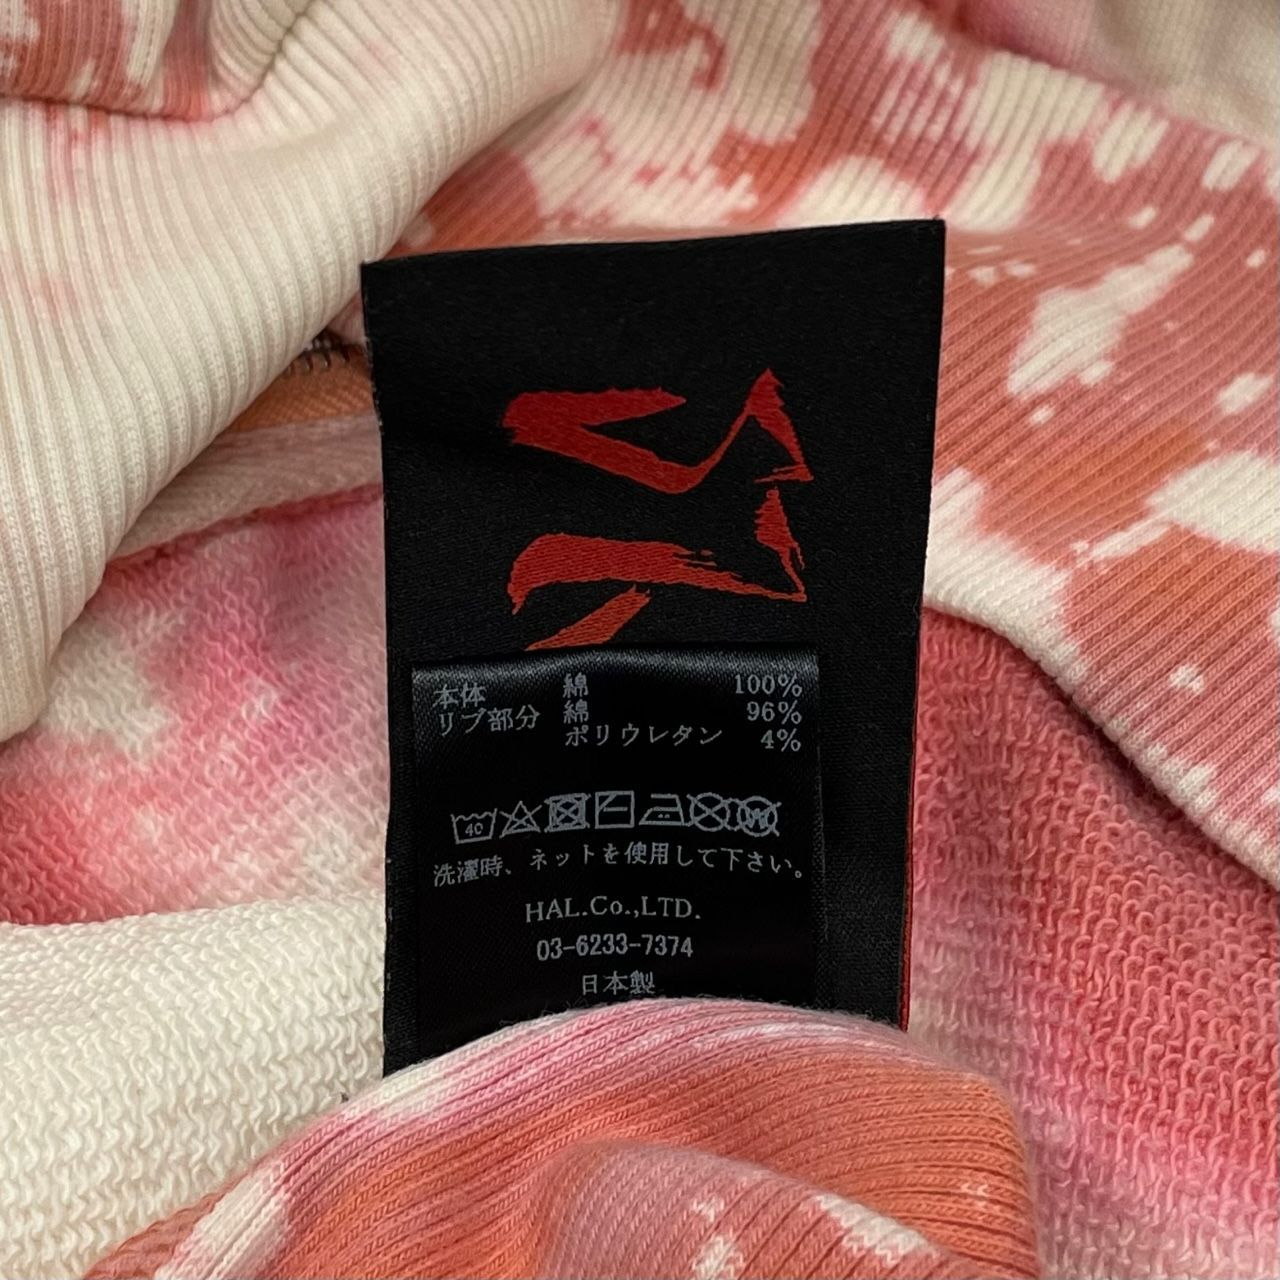 本体 綿 100%
リブ部分 綿 96%
ポリウレタン 4%
40
洗濯時、ネットを使用して下さい。
HAL.Co.,LTD.
03-6233-7374
日本製